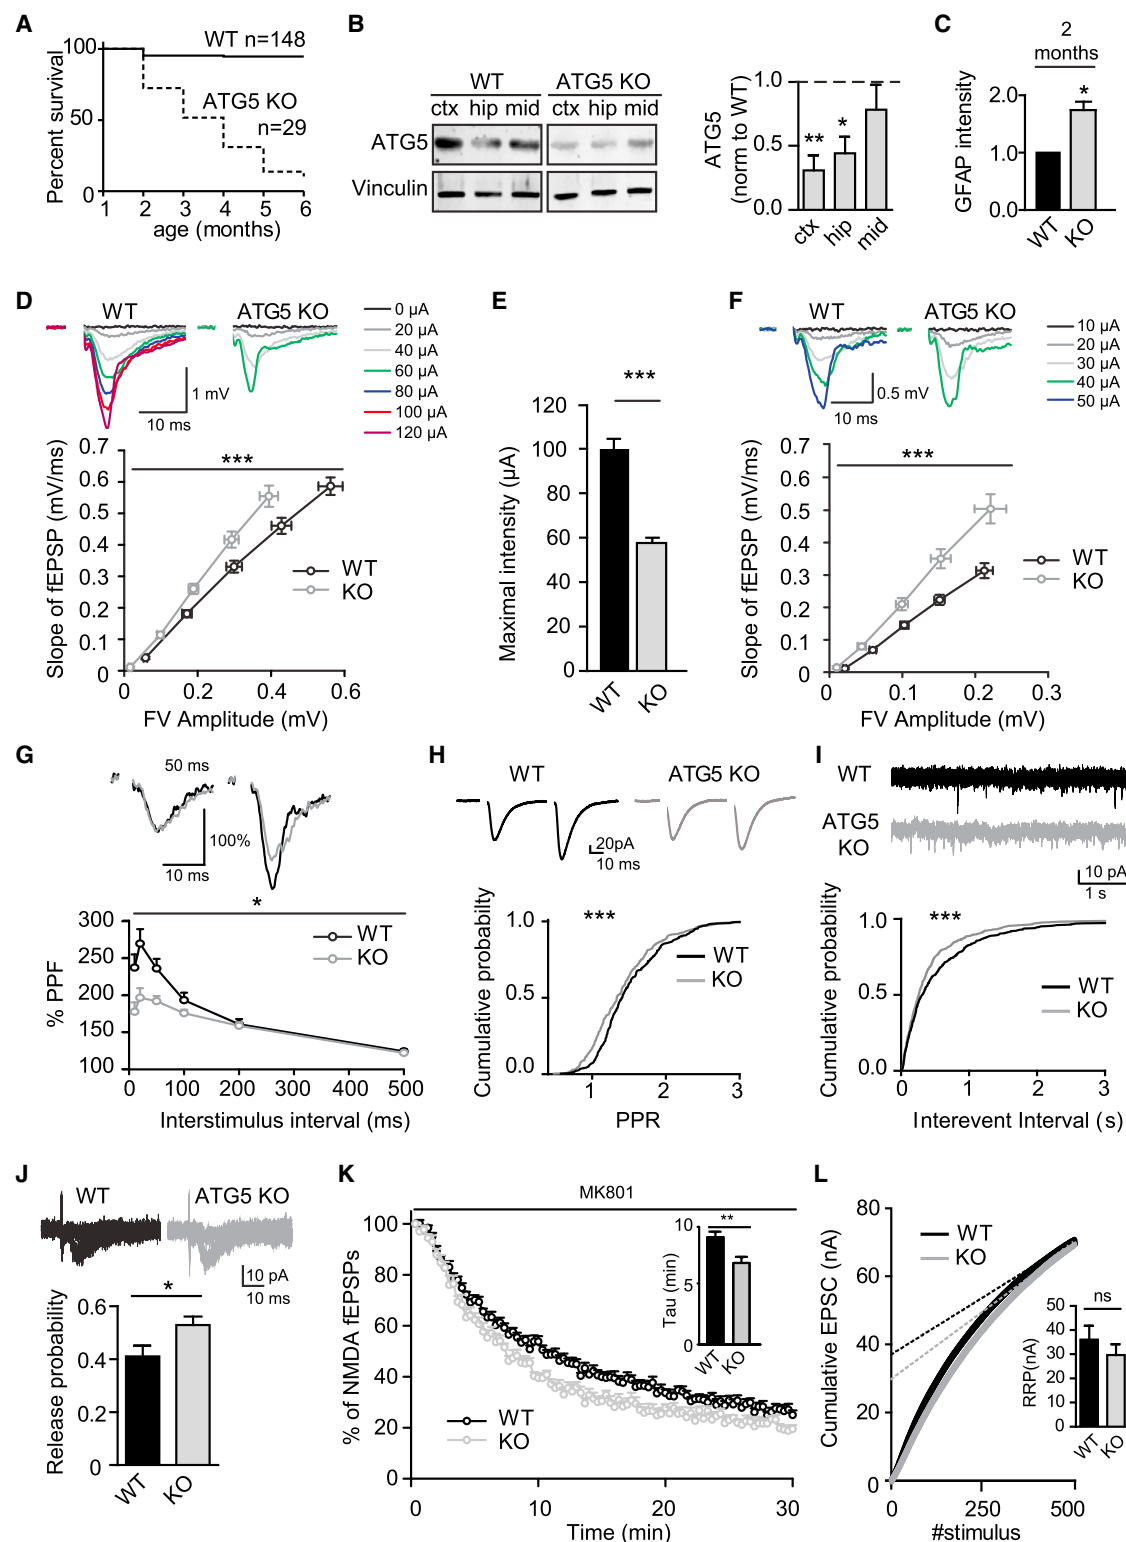 A
Percent survival
100
50
0
WT n=148
ATG5 KO
n=29
1 2 3 4 5 6
age (months)
B
WT ATG5 KO
ctx hip mid ctx hip mid
ATG5
Vinculin
ATG5
(norm to WT)
1.0
0.5
0.0
**
*
ctx hip mid
C
2
months
GFAP intensity
2.0
1.0
0.0
*
WT KO
D
WT ATG5 KO
1 mV
10 ms
0 µA
20 µA
40 µA
60 µA
80 µA
100 µA
120 µA
Slope of fEPSP (mV/ms)
0.7
0.6
0.5
0.4
0.3
0.2
0.1
0
***
WT
KO
0 0.2 0.4 0.6
FV Amplitude (mV)
E
Maximal intensity (µA)
120
100
80
60
40
20
0
***
WT KO
F
WT ATG5 KO
0.5 mV
10 ms
10 µA
20 µA
30 µA
40 µA
50 µA
Slope of fEPSP (mV/ms)
0.7
0.6
0.5
0.4
0.3
0.2
0.1
0
***
WT
KO
0 0.1 0.2 0.3
FV Amplitude (mV)
G
50 ms
100%
10 ms
% PPF
300
250
200
150
100
*
WT
KO
0 100 200 300 400 500
Interstimulus interval (ms)
H
WT ATG5 KO
20pA
10 ms
Cumulative probability
1.0
0.5
0.0
***
WT
KO
1 2 3
PPR
I
WT
ATG5
KO
10 pA
1 s
Cumulative probability
1.0
0.5
0.0
***
WT
KO
0 1 2 3
Interevent Interval (s)
J
WT ATG5 KO
10 pA
10 ms
Release probability
0.6
0.4
0.2
0
*
WT KO
K
MK801
% of NMDA fEPSPs
100
80
60
40
20
0
WT
KO
0 10 20 30
Time (min)
Tau (min)
10
5
0
**
WT KO
L
Cumulative EPSC (nA)
80
60
40
20
0
WT
KO
0 250 500
#stimulus
RRP(nA)
50
40
30
20
10
0
ns
WT KO